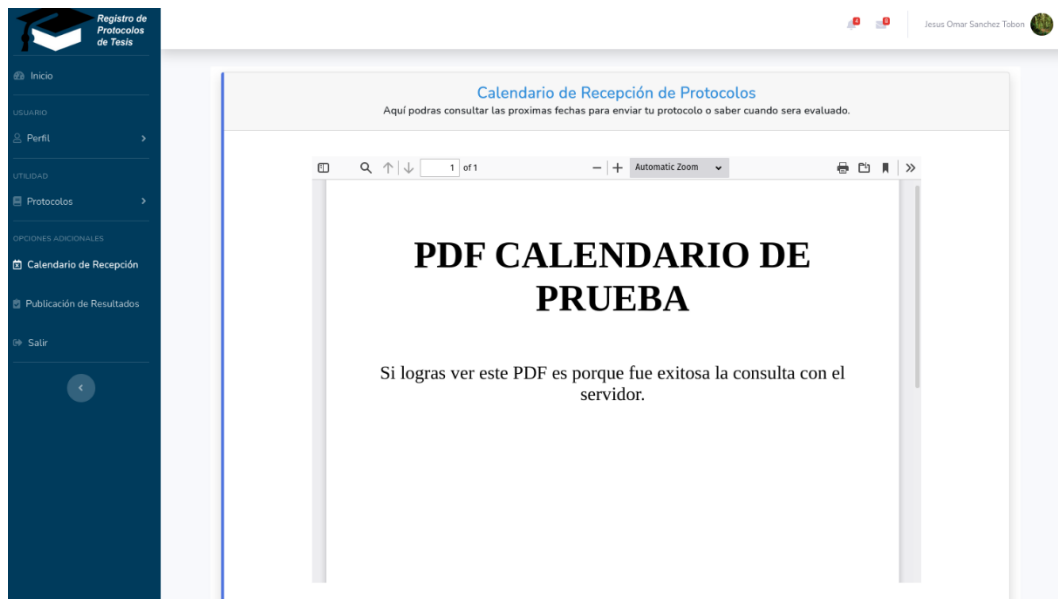 Registro de
Protocolos
de Tesis
Inicio
USUARIO
Perfil
UTILIDAD
Protocolos
OPCIONES ADICIONALES
Calendario de Recepción
Publicación de Resultados
Salir
Jesus Omar Sanchez Tobon
Calendario de Recepción de Protocolos
Aquí podras consultar las proximas fechas para enviar tu protocolo o saber cuando sera evaluado.
1 of 1
Automatic Zoom
PDF CALENDARIO DE
PRUEBA
Si logras ver este PDF es porque fue exitosa la consulta con el
servidor.